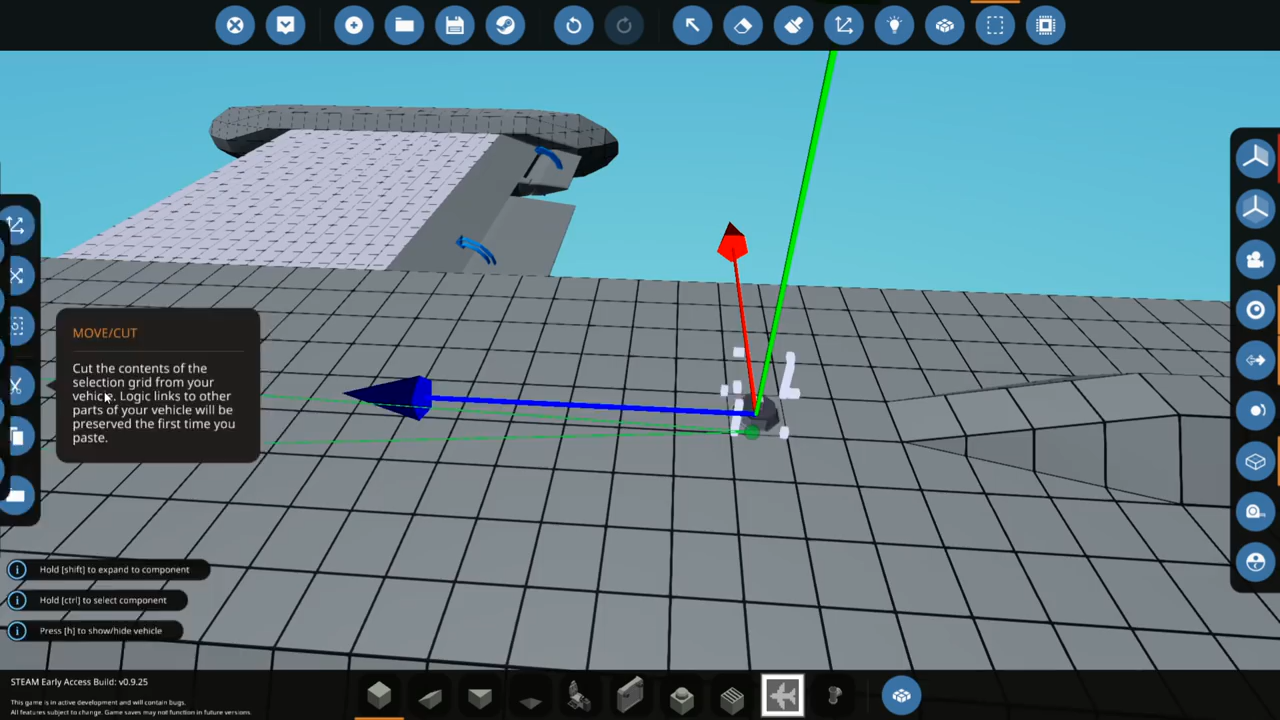 MOVE/CUT
Cut the contents of the
selection grid from your
vehicle. Logic links to other
parts of your vehicle will be
preserved the first time you
paste.
Hold [shift] to expand to component
Hold [ctrl] to select component
Press [h] to show/hide vehicle
STEAM Early Access Build: v0.9.25
This game is in active development and will contain bugs.
All features subject to change. Game saves may not function in future versions.